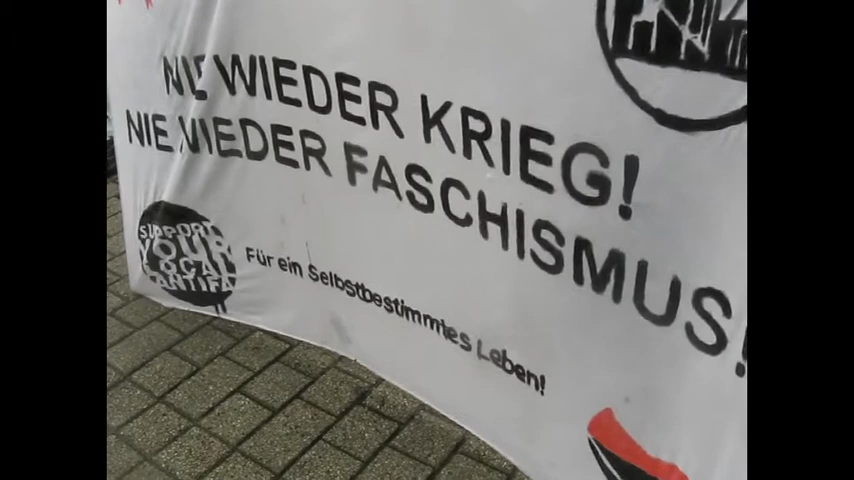 NIE WIEDER KRIEG!
NIE WIEDER FASCHISMUS!
SUPPORT
YOUR
LOCAL
ANTIFA
Für ein Selbstbestimmtes Leben!